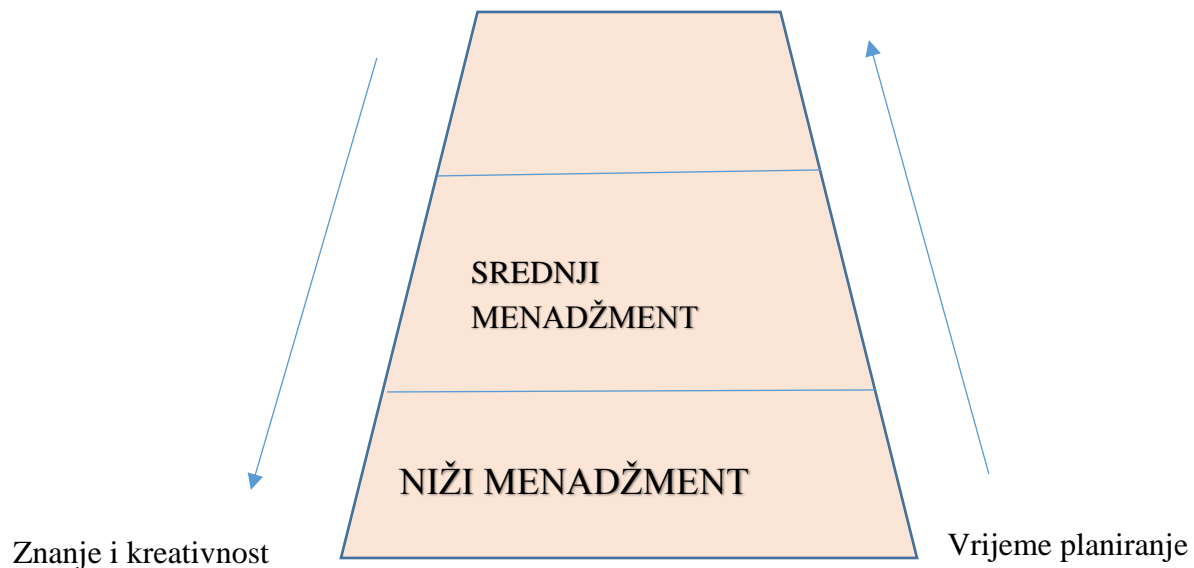 SREDNJI
MENADŽMENT
NIŽI MENADŽMENT
Znanje i kreativnost
Vrijeme planiranje